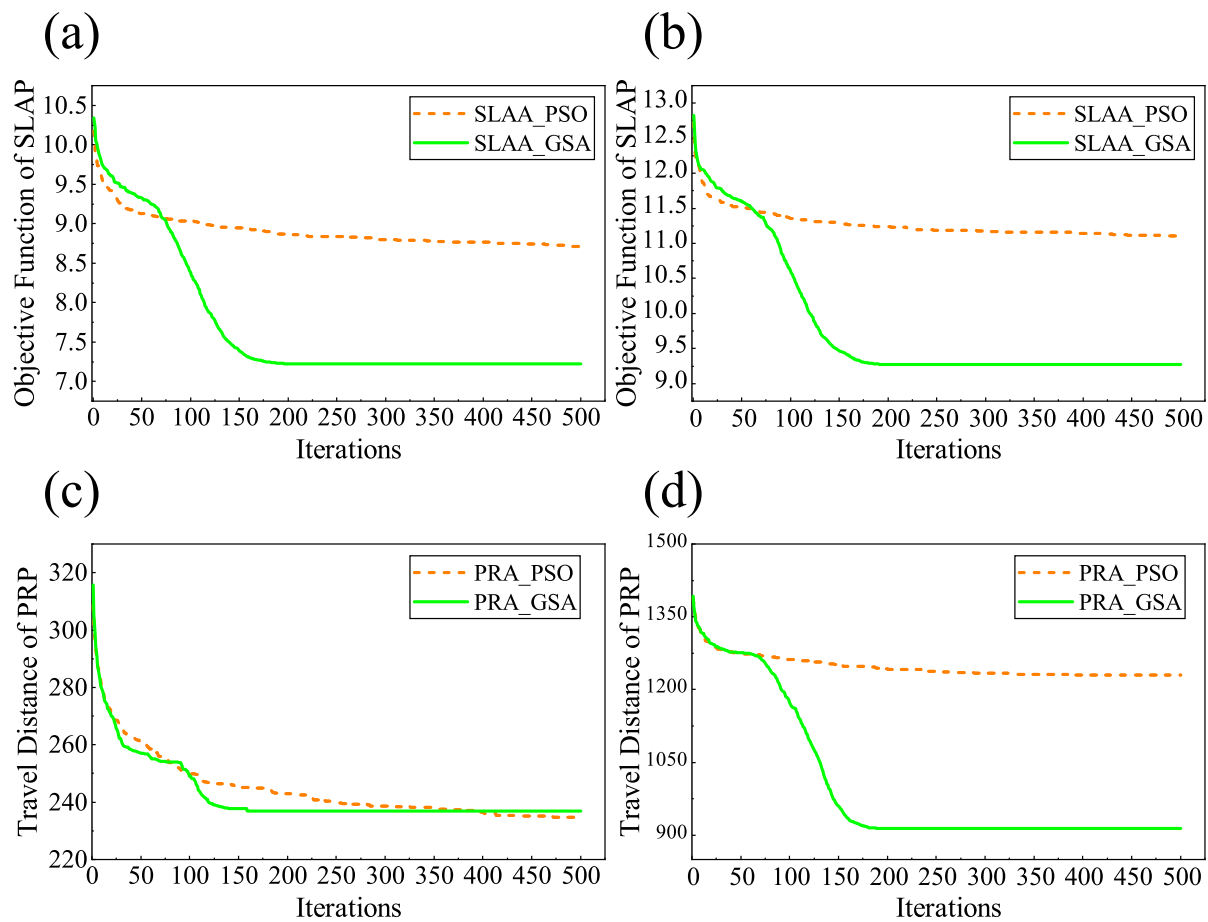 (a)
Objective Function of SLAP
10.5
10.0
9.5
9.0
8.5
8.0
7.5
7.0
SLAA_PSO
SLAA_GSA
0 50 100 150 200 250 300 350 400 450 500
Iterations
(b)
Objective Function of SLAP
13.0
12.5
12.0
11.5
11.0
10.5
10.0
9.5
9.0
SLAA_PSO
SLAA_GSA
0 50 100 150 200 250 300 350 400 450 500
Iterations
(c)
Travel Distance of PRP
320
300
280
260
240
220
PRA_PSO
PRA_GSA
0 50 100 150 200 250 300 350 400 450 500
Iterations
(d)
Travel Distance of PRP
1500
1350
1200
1050
900
PRA_PSO
PRA_GSA
0 50 100 150 200 250 300 350 400 450 500
Iterations